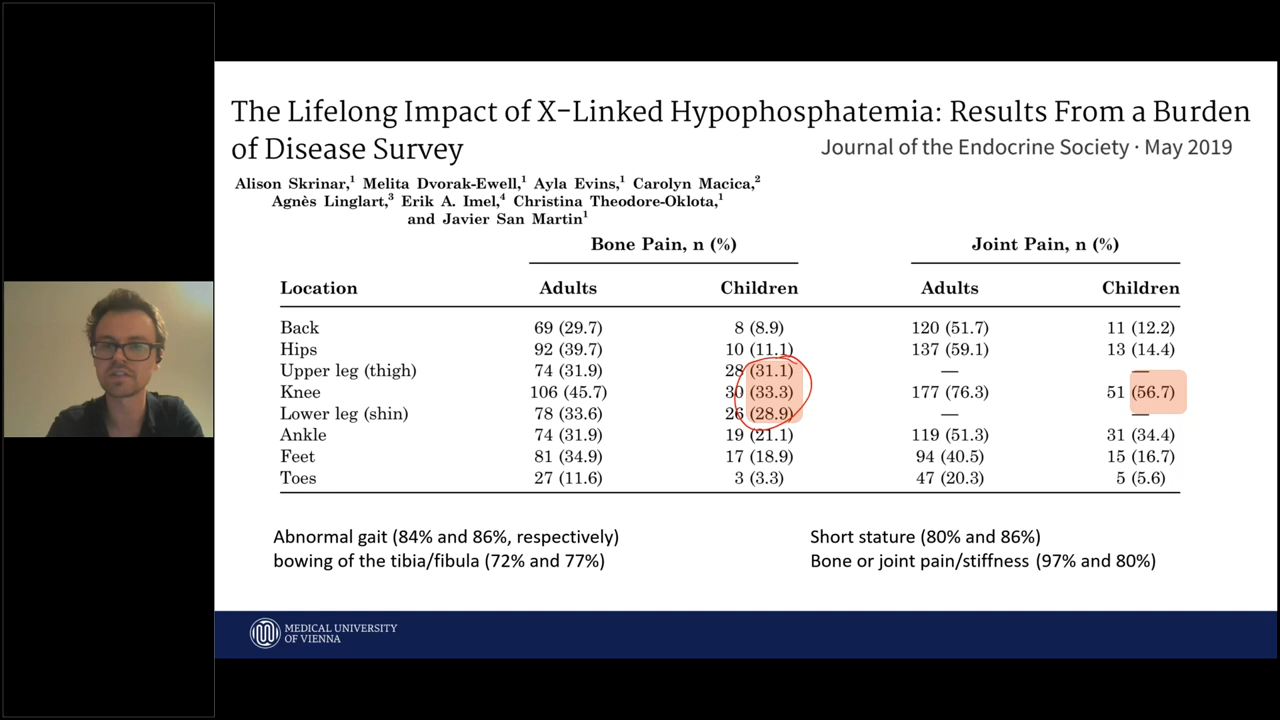 The Lifelong Impact of X-Linked Hypophosphatemia: Results From a Burden
of Disease Survey
Journal of the Endocrine Society · May 2019
Alison Skrinar,1 Melita Dvorak-Ewell,1 Ayla Evins,1 Carolyn Macica,2
Agnès Linglart,3 Erik A. Imel,4 Christina Theodore-Oklota,1
and Javier San Martin1
Bone Pain, n (%) Joint Pain, n (%)
Location Adults Children Adults Children
Back 69 (29.7) 8 (8.9) 120 (51.7) 11 (12.2)
Hips 92 (39.7) 10 (11.1) 137 (59.1) 13 (14.4)
Upper leg (thigh) 74 (31.9) 28 (31.1) — —
Knee 106 (45.7) 30 (33.3) 177 (76.3) 51 (56.7)
Lower leg (shin) 78 (33.6) 26 (28.9) — —
Ankle 74 (31.9) 19 (21.1) 119 (51.3) 31 (34.4)
Feet 81 (34.9) 17 (18.9) 94 (40.5) 15 (16.7)
Toes 27 (11.6) 3 (3.3) 47 (20.3) 5 (5.6)
Abnormal gait (84% and 86%, respectively)
bowing of the tibia/fibula (72% and 77%)
Short stature (80% and 86%)
Bone or joint pain/stiffness (97% and 80%)
MEDICAL UNIVERSITY
OF VIENNA